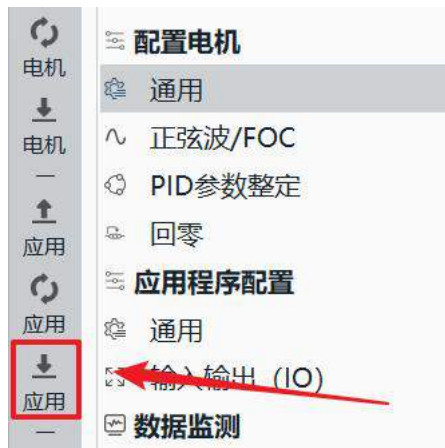 电机
电机
应用
应用
应用
配置电机
通用
正弦波/FOC
PID参数整定
回零
应用程序配置
通用
输入输出（IO）
数据监测